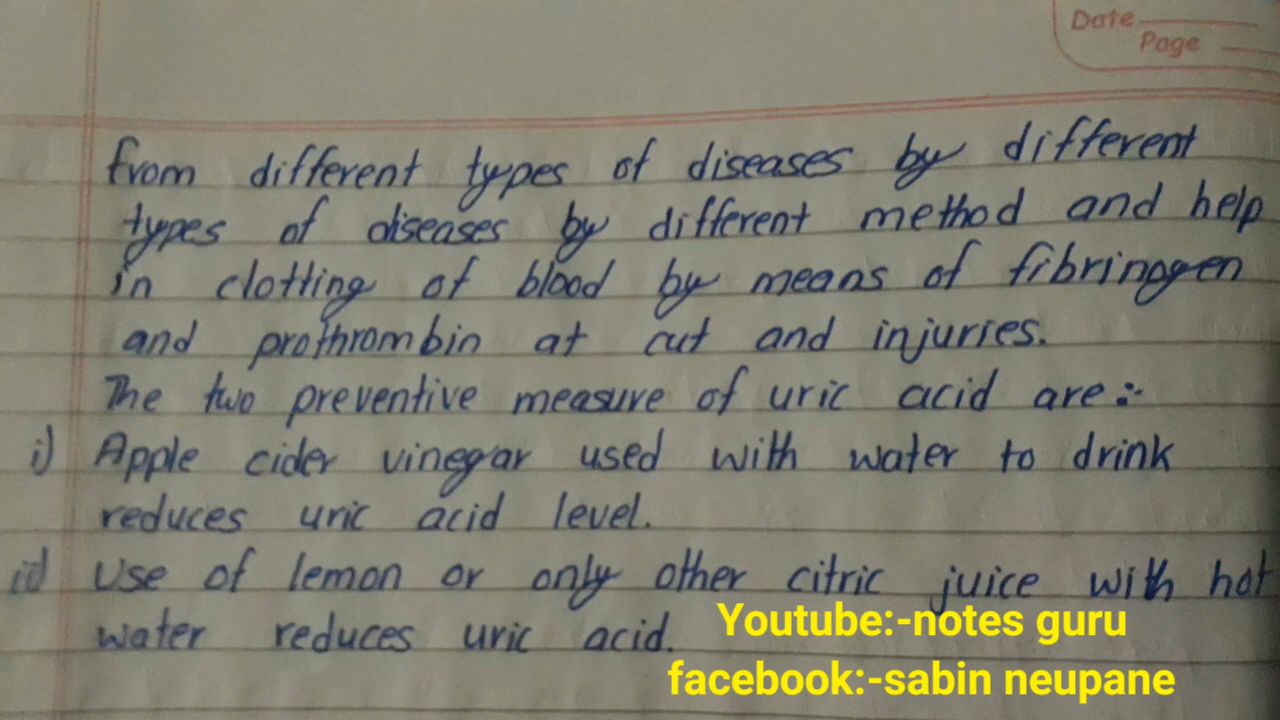 Date
Page
from different types of diseases by different
types of diseases by different method and help
in clotting of blood by means of fibrinogen
and prothrombin at cut and injuries.
The two preventive measure of uric acid are :-
i) Apple cider vinegar used with water to drink
reduces uric acid level.
ii) Use of lemon or only other citric juice with hot
water reduces uric acid.
Youtube:-notes guru
facebook:-sabin neupane